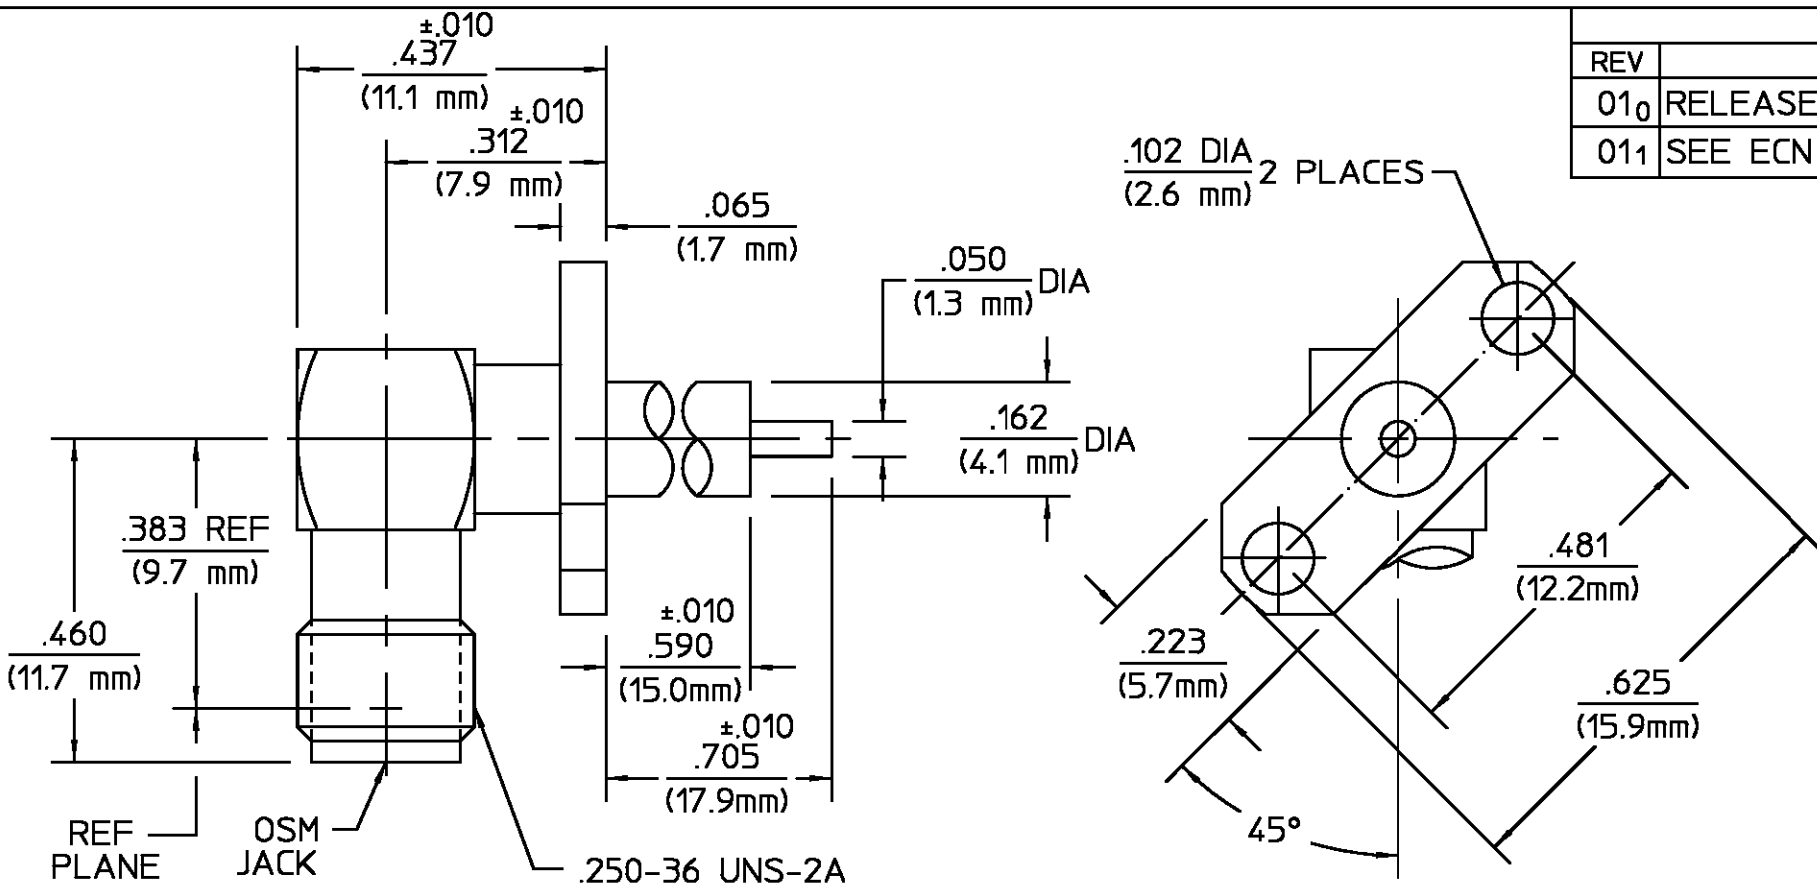 ±.010
.437
(11.1 mm)
±.010
.312
(7.9 mm)
.065
(1.7 mm)
.050
(1.3 mm)
DIA
.162
(4.1 mm)
DIA
.383 REF
(9.7 mm)
.460
(11.7 mm)
±.010
.590
(15.0mm)
±.010
.705
(17.9mm)
REF
PLANE
OSM
JACK
.250-36 UNS-2A
.102 DIA
(2.6 mm)
2 PLACES
.481
(12.2mm)
.223
(5.7mm)
.625
(15.9mm)
45°
REV
010 RELEASE
011 SEE ECN